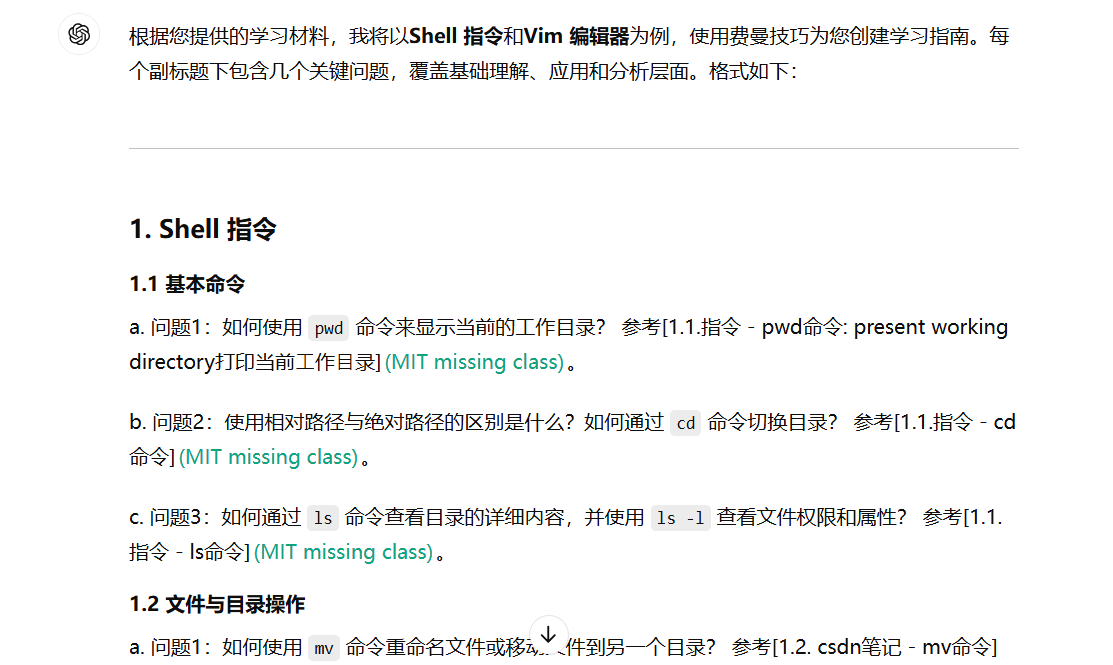 根据您提供的学习材料，我将以Shell 指令和Vim 编辑器为例，使用费曼技巧为您创建学习指南。每
个副标题下包含几个关键问题，覆盖基础理解、应用和分析层面。格式如下：
1. Shell 指令
1.1 基本命令
a. 问题1：如何使用 pwd 命令来显示当前的工作目录？ 参考[1.1.指令 - pwd命令: present working
directory打印当前工作目录] (MIT missing class)。
b. 问题2：使用相对路径与绝对路径的区别是什么？如何通过 cd 命令切换目录？ 参考[1.1.指令 - cd
命令] (MIT missing class)。
c. 问题3：如何通过 ls 命令查看目录的详细内容，并使用 ls -l 查看文件权限和属性？ 参考[1.1.
指令 - ls命令] (MIT missing class)。
1.2 文件与目录操作
a. 问题1：如何使用 mv 命令重命名文件或移动文件到另一个目录？ 参考[1.2. csdn笔记 - mv命令]